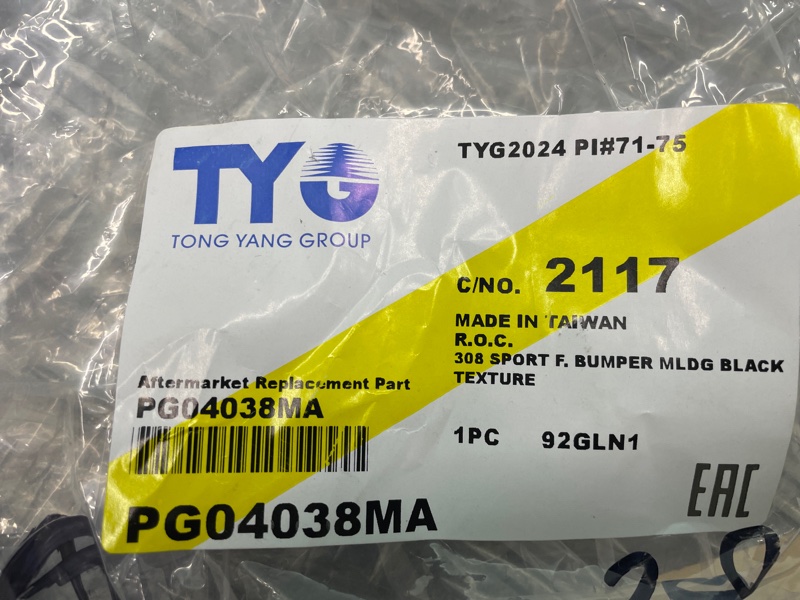 TYG
TONG YANG GROUP
TYG2024 PI#71-75
C/NO. 2117
MADE IN TAIWAN
R.O.C.
308 SPORT F. BUMPER MLDG BLACK
TEXTURE
Aftermarket Replacement Part
PG04038MA
1PC 92GLN1
PG04038MA
EAC